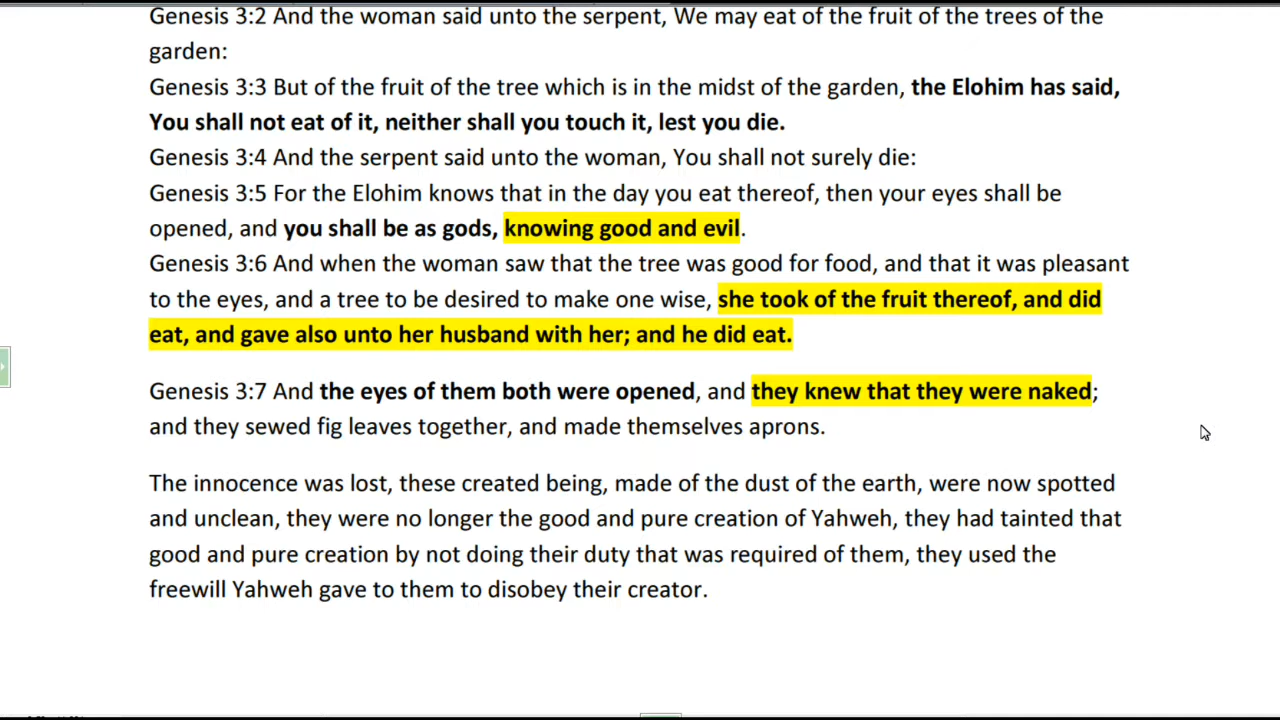 Genesis 3:2 And the woman said unto the serpent, We may eat of the fruit of the trees of the
garden:
Genesis 3:3 But of the fruit of the tree which is in the midst of the garden, the Elohim has said,
You shall not eat of it, neither shall you touch it, lest you die.
Genesis 3:4 And the serpent said unto the woman, You shall not surely die:
Genesis 3:5 For the Elohim knows that in the day you eat thereof, then your eyes shall be
opened, and you shall be as gods, knowing good and evil.
Genesis 3:6 And when the woman saw that the tree was good for food, and that it was pleasant
to the eyes, and a tree to be desired to make one wise, she took of the fruit thereof, and did
eat, and gave also unto her husband with her; and he did eat.
Genesis 3:7 And the eyes of them both were opened, and they knew that they were naked;
and they sewed fig leaves together, and made themselves aprons.
The innocence was lost, these created being, made of the dust of the earth, were now spotted
and unclean, they were no longer the good and pure creation of Yahweh, they had tainted that
good and pure creation by not doing their duty that was required of them, they used the
freewill Yahweh gave to them to disobey their creator.